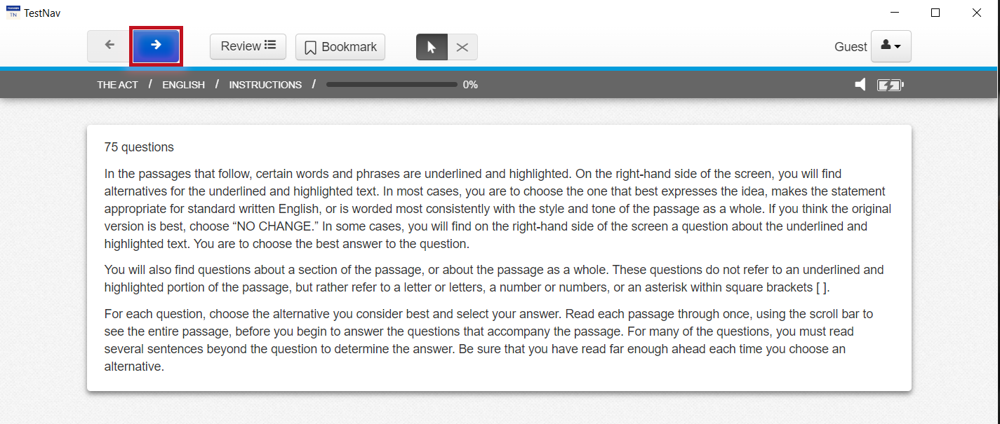 PEARSON
TN
TestNav
Review
Bookmark
Guest
THE ACT / ENGLISH / INSTRUCTIONS / 0%
75 questions
In the passages that follow, certain words and phrases are underlined and highlighted. On the right-hand side of the screen, you will find
alternatives for the underlined and highlighted text. In most cases, you are to choose the one that best expresses the idea, makes the statement
appropriate for standard written English, or is worded most consistently with the style and tone of the passage as a whole. If you think the original
version is best, choose “NO CHANGE.” In some cases, you will find on the right-hand side of the screen a question about the underlined and
highlighted text. You are to choose the best answer to the question.
You will also find questions about a section of the passage, or about the passage as a whole. These questions do not refer to an underlined and
highlighted portion of the passage, but rather refer to a letter or letters, a number or numbers, or an asterisk within square brackets [ ].
For each question, choose the alternative you consider best and select your answer. Read each passage through once, using the scroll bar to
see the entire passage, before you begin to answer the questions that accompany the passage. For many of the questions, you must read
several sentences beyond the question to determine the answer. Be sure that you have read far enough ahead each time you choose an
alternative.